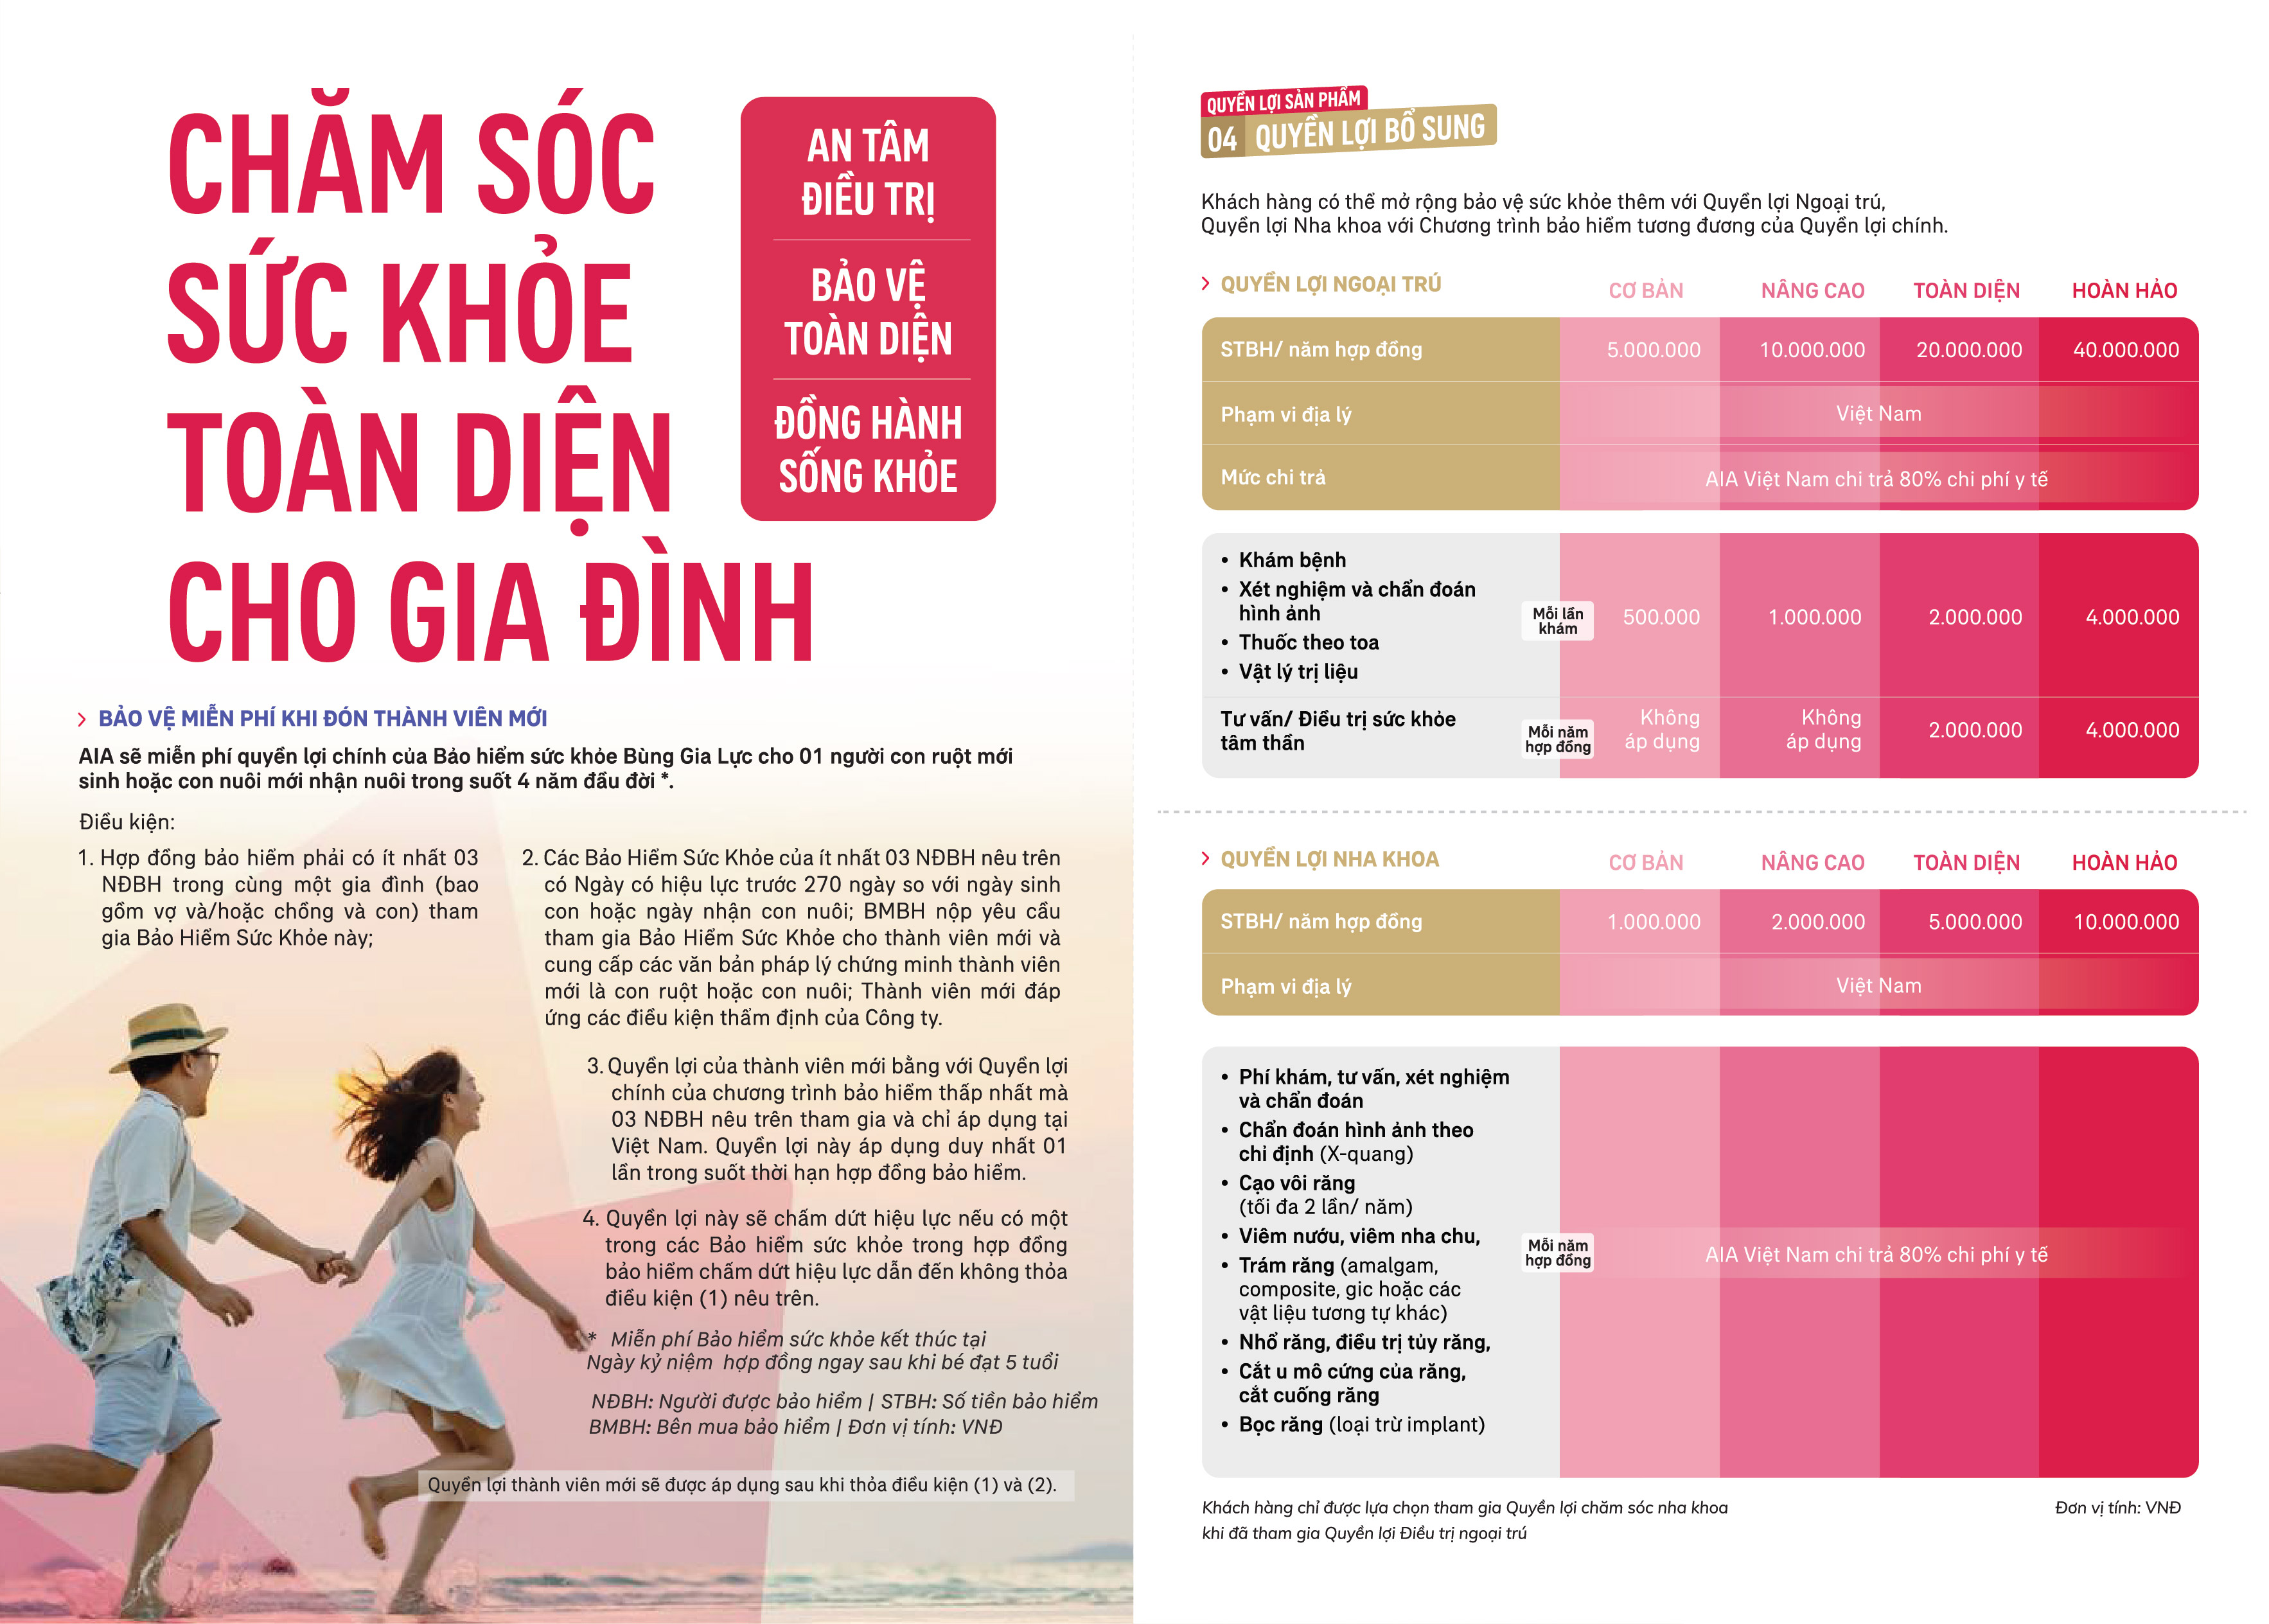 CHĂM SÓC
SỨC KHỎE
TOÀN DIỆN
CHO GIA ĐÌNH
AN TÂM
ĐIỀU TRỊ
BẢO VỆ
TOÀN DIỆN
ĐỒNG HÀNH
SỐNG KHỎE
BẢO VỆ MIỄN PHÍ KHI ĐÓN THÀNH VIÊN MỚI
AIA sẽ miễn phí quyền lợi chính của Bảo hiểm sức khỏe Bùng Gia Lực cho 01 người con ruột mới
sinh hoặc con nuôi mới nhận nuôi trong suốt 4 năm đầu đời *.
Điều kiện:
1. Hợp đồng bảo hiểm phải có ít nhất 03
NĐBH trong cùng một gia đình (bao
gồm vợ và/hoặc chồng và con) tham
gia Bảo Hiểm Sức Khỏe này;
2. Các Bảo Hiểm Sức Khỏe của ít nhất 03 NĐBH nêu trên
có Ngày có hiệu lực trước 270 ngày so với ngày sinh
con hoặc ngày nhận con nuôi; BMBH nộp yêu cầu
tham gia Bảo Hiểm Sức Khỏe cho thành viên mới và
cung cấp các văn bản pháp lý chứng minh thành viên
mới là con ruột hoặc con nuôi; Thành viên mới đáp
ứng các điều kiện thẩm định của Công ty.
3. Quyền lợi của thành viên mới bằng với Quyền lợi
chính của chương trình bảo hiểm thấp nhất mà
03 NĐBH nêu trên tham gia và chỉ áp dụng tại
Việt Nam. Quyền lợi này áp dụng duy nhất 01
lần trong suốt thời hạn hợp đồng bảo hiểm.
4. Quyền lợi này sẽ chấm dứt hiệu lực nếu có một
trong các Bảo hiểm sức khỏe trong hợp đồng
bảo hiểm chấm dứt hiệu lực dẫn đến không thỏa
điều kiện (1) nêu trên.
* Miễn phí Bảo hiểm sức khỏe kết thúc tại
Ngày kỷ niệm hợp đồng ngay sau khi bé đạt 5 tuổi
NĐBH: Người được bảo hiểm | STBH: Số tiền bảo hiểm
BMBH: Bên mua bảo hiểm | Đơn vị tính: VNĐ
Quyền lợi thành viên mới sẽ được áp dụng sau khi thỏa điều kiện (1) và (2).
QUYỀN LỢI SẢN PHẨM
04 QUYỀN LỢI BỔ SUNG
Khách hàng có thể mở rộng bảo vệ sức khỏe thêm với Quyền lợi Ngoại trú,
Quyền lợi Nha khoa với Chương trình bảo hiểm tương đương của Quyền lợi chính.
QUYỀN LỢI NGOẠI TRÚ CƠ BẢN NÂNG CAO TOÀN DIỆN HOÀN HẢO
STBH/ năm hợp đồng 5.000.000 10.000.000 20.000.000 40.000.000
Phạm vi địa lý Việt Nam
Mức chi trả AIA Việt Nam chi trả 80% chi phí y tế
• Khám bệnh
• Xét nghiệm và chẩn đoán
hình ảnh
• Thuốc theo toa
• Vật lý trị liệu
Mỗi lần
khám
500.000 1.000.000 2.000.000 4.000.000
Tư vấn/ Điều trị sức khỏe
tâm thần
Mỗi năm
hợp đồng
Không
áp dụng
Không
áp dụng
2.000.000 4.000.000
QUYỀN LỢI NHA KHOA CƠ BẢN NÂNG CAO TOÀN DIỆN HOÀN HẢO
STBH/ năm hợp đồng 1.000.000 2.000.000 5.000.000 10.000.000
Phạm vi địa lý Việt Nam
• Phí khám, tư vấn, xét nghiệm
và chẩn đoán
• Chẩn đoán hình ảnh theo
chỉ định (X-quang)
• Cạo vôi răng
(tối đa 2 lần/ năm)
• Viêm nướu, viêm nha chu,
• Trám răng (amalgam,
composite, gic hoặc các
vật liệu tương tự khác)
• Nhổ răng, điều trị tủy răng,
• Cắt u mô cứng của răng,
cắt cuống răng
• Bọc răng (loại trừ implant)
Mỗi năm
hợp đồng
AIA Việt Nam chi trả 80% chi phí y tế
Khách hàng chỉ được lựa chọn tham gia Quyền lợi chăm sóc nha khoa
khi đã tham gia Quyền lợi Điều trị ngoại trú
Đơn vị tính: VNĐ